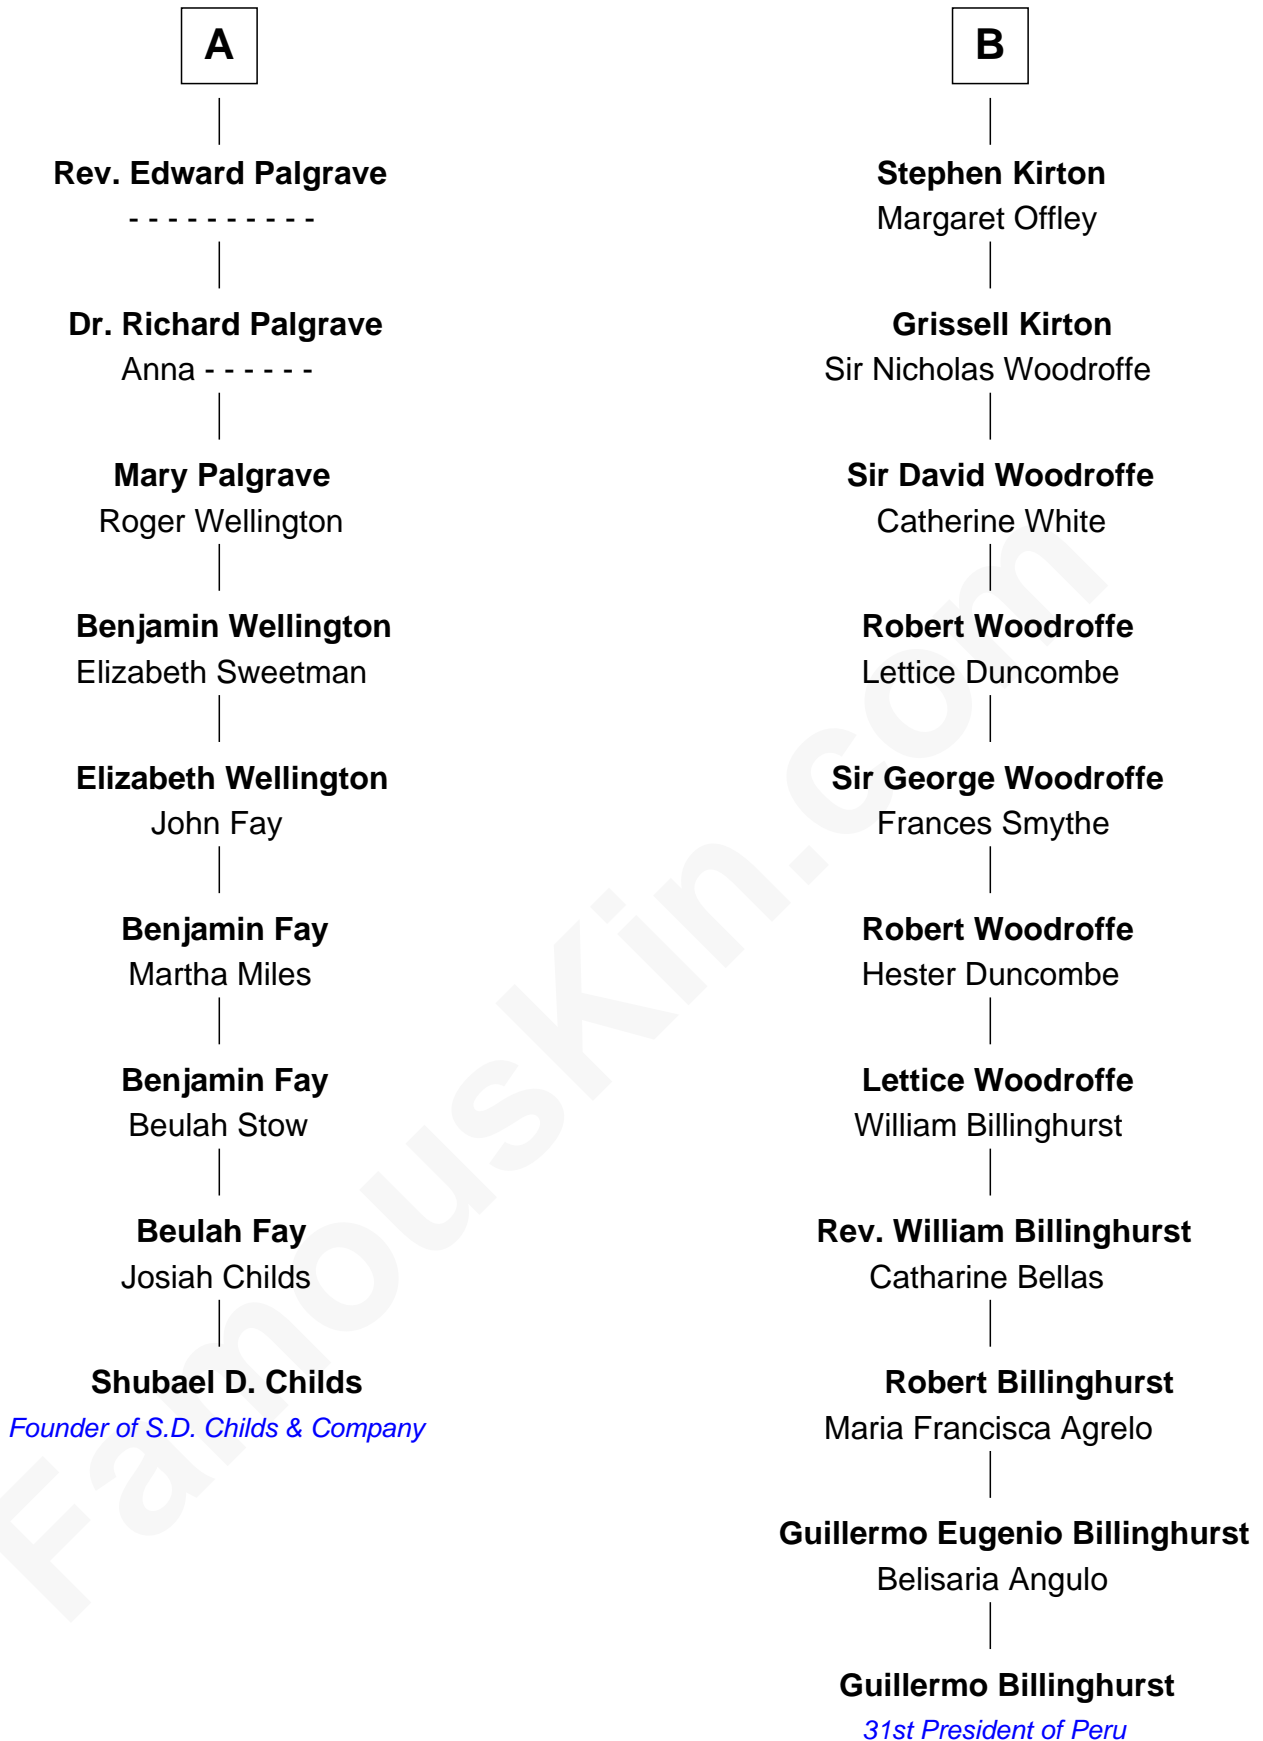 A
Rev. Edward Palgrave
- - - - - - - - - -
Dr. Richard Palgrave
Anna - - - - - -
Mary Palgrave
Roger Wellington
Benjamin Wellington
Elizabeth Sweetman
Elizabeth Wellington
John Fay
Benjamin Fay
Martha Miles
Benjamin Fay
Beulah Stow
Beulah Fay
Josiah Childs
Shubael D. Childs
Founder of S.D. Childs & Company
B
Stephen Kirton
Margaret Offley
Grissell Kirton
Sir Nicholas Woodroffe
Sir David Woodroffe
Catherine White
Robert Woodroffe
Lettice Duncombe
Sir George Woodroffe
Frances Smythe
Robert Woodroffe
Hester Duncombe
Lettice Woodroffe
William Billinghurst
Rev. William Billinghurst
Catharine Bellas
Robert Billinghurst
Maria Francisca Agrelo
Guillermo Eugenio Billinghurst
Belisaria Angulo
Guillermo Billinghurst
31st President of Peru
FamousKin.com